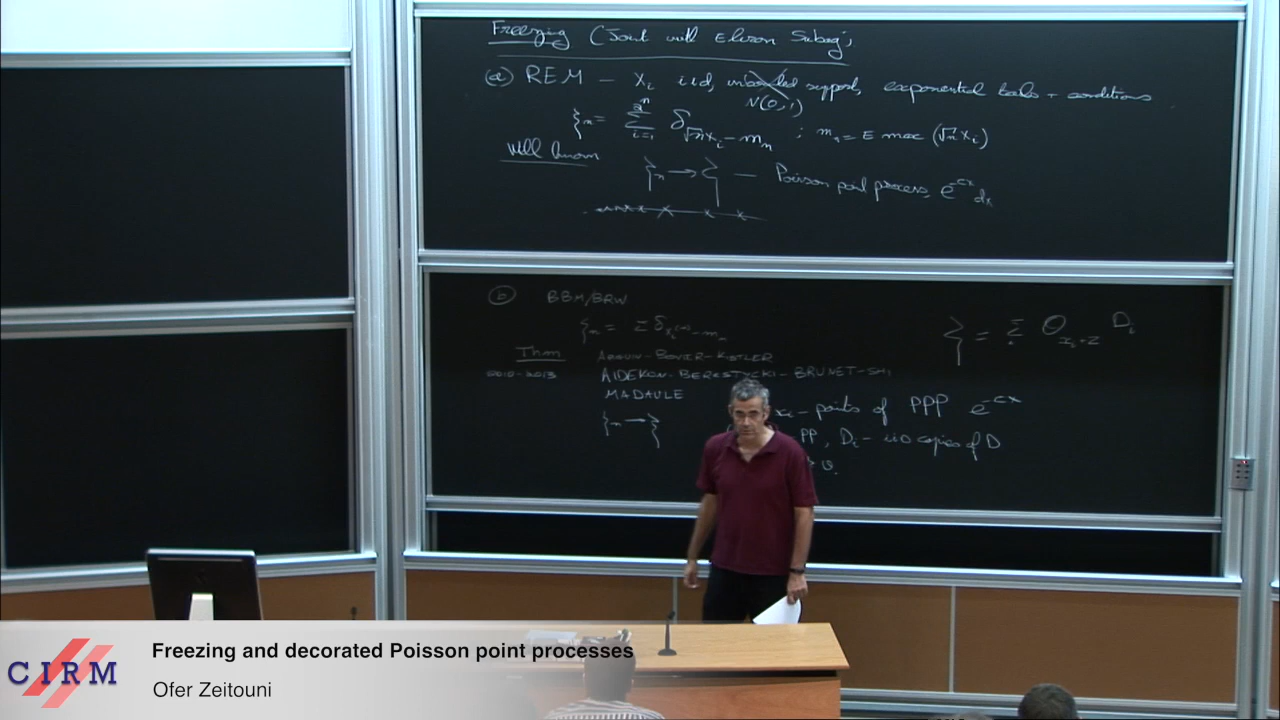 Freezing (Joint with Eliran Subag)
(a) REM – X_i iid, unbounded support, exponential tails + conditions
N(0,1)
ξ_n = Σ_{i=1}^{2^n} δ_{√n X_i - m_n} ; m_n = E max (√n X_i)
Well known
ξ_n → ξ — Poisson point process, e^{-cx} dx
(b) BBM/BRW
ξ_n = Σ δ_{x_i(n) - m_n}
ξ = Σ_i θ_{x_i+z} D_i
Thm ARGUIN-BOVIER-KISTLER
2010-2013 AIDEKON-BERESTYCKI-BRUNET-SHI
MADAULE
ξ_n → ξ
x_i – points of PPP e^{-cx}
PP, D_i – iid copies of D
CIRM
Freezing and decorated Poisson point processes
Ofer Zeitouni